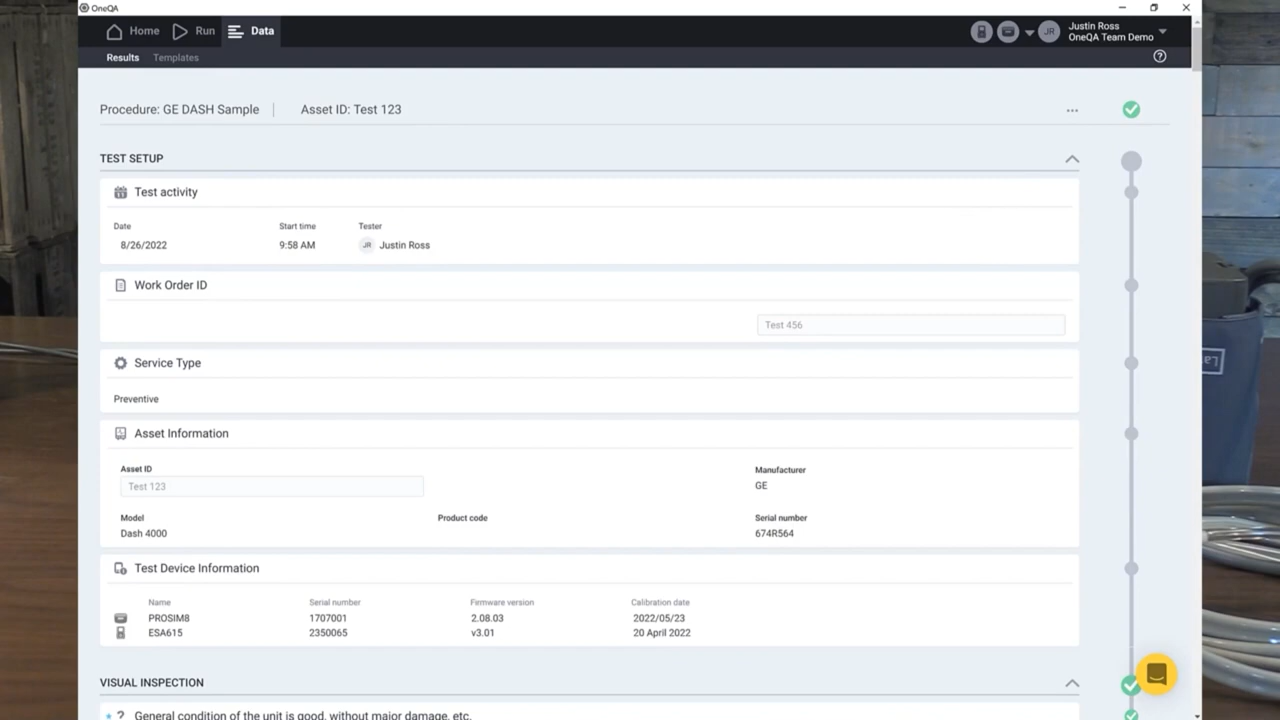 OneQA
Home Run Data
JR Justin Ross
OneQA Team Demo
Results Templates
Procedure: GE DASH Sample Asset ID: Test 123
TEST SETUP
Test activity
Date Start time Tester
8/26/2022 9:58 AM JR Justin Ross
Work Order ID
Test 456
Service Type
Preventive
Asset Information
Asset ID Manufacturer
Test 123 GE
Model Product code Serial number
Dash 4000 674R564
Test Device Information
Name Serial number Firmware version Calibration date
PROSIM8 1707001 2.08.03 2022/05/23
ESA615 2350065 v3.01 20 April 2022
VISUAL INSPECTION
General condition of the unit is good, without major damage, etc.